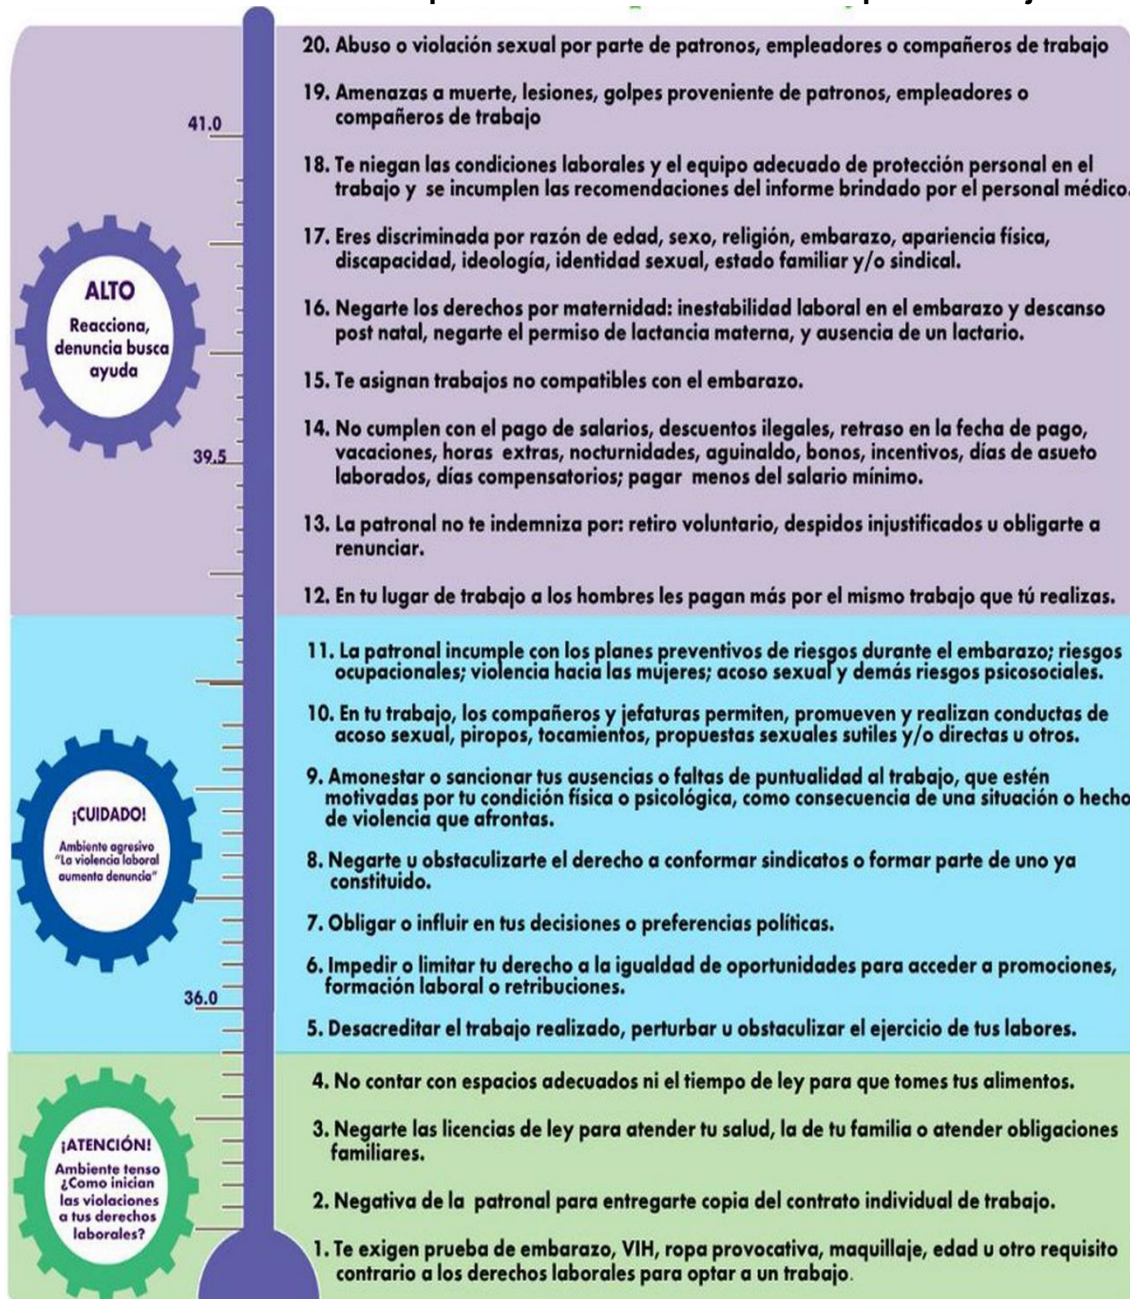 20. Abuso o violación sexual por parte de patronos, empleadores o compañeros de trabajo
19. Amenazas a muerte, lesiones, golpes proveniente de patronos, empleadores o
compañeros de trabajo
41.0
18. Te niegan las condiciones laborales y el equipo adecuado de protección personal en el
trabajo y se incumplen las recomendaciones del informe brindado por el personal médico.
17. Eres discriminada por razón de edad, sexo, religión, embarazo, apariencia física,
discapacidad, ideología, identidad sexual, estado familiar y/o sindical.
ALTO
Reacciona,
denuncia busca
ayuda
16. Negarte los derechos por maternidad: inestabilidad laboral en el embarazo y descanso
post natal, negarte el permiso de lactancia materna, y ausencia de un lactario.
15. Te asignan trabajos no compatibles con el embarazo.
14. No cumplen con el pago de salarios, descuentos ilegales, retraso en la fecha de pago,
vacaciones, horas extras, nocturnidades, aguinaldo, bonos, incentivos, días de asueto
laborados, días compensatorios; pagar menos del salario mínimo.
39.5
13. La patronal no te indemniza por: retiro voluntario, despidos injustificados u obligarte a
renunciar.
12. En tu lugar de trabajo a los hombres les pagan más por el mismo trabajo que tú realizas.
11. La patronal incumple con los planes preventivos de riesgos durante el embarazo; riesgos
ocupacionales; violencia hacia las mujeres; acoso sexual y demás riesgos psicosociales.
10. En tu trabajo, los compañeros y jefaturas permiten, promueven y realizan conductas de
acoso sexual, piropos, tocamientos, propuestas sexuales sutiles y/o directas u otros.
9. Amonestar o sancionar tus ausencias o faltas de puntualidad al trabajo, que estén
motivadas por tu condición física o psicológica, como consecuencia de una situación o hecho
de violencia que afrontas.
¡CUIDADO!
Ambiente agresivo
"La violencia laboral
aumenta denuncia"
8. Negarte u obstaculizarte el derecho a conformar sindicatos o formar parte de uno ya
constituido.
7. Obligar o influir en tus decisiones o preferencias políticas.
6. Impedir o limitar tu derecho a la igualdad de oportunidades para acceder a promociones,
formación laboral o retribuciones.
36.0
5. Desacreditar el trabajo realizado, perturbar u obstaculizar el ejercicio de tus labores.
4. No contar con espacios adecuados ni el tiempo de ley para que tomes tus alimentos.
3. Negarte las licencias de ley para atender tu salud, la de tu familia o atender obligaciones
familiares.
¡ATENCIÓN!
Ambiente tenso
¿Como inician
las violaciones
a tus derechos
laborales?
2. Negativa de la patronal para entregarte copia del contrato individual de trabajo.
1. Te exigen prueba de embarazo, VIH, ropa provocativa, maquillaje, edad u otro requisito
contrario a los derechos laborales para optar a un trabajo.